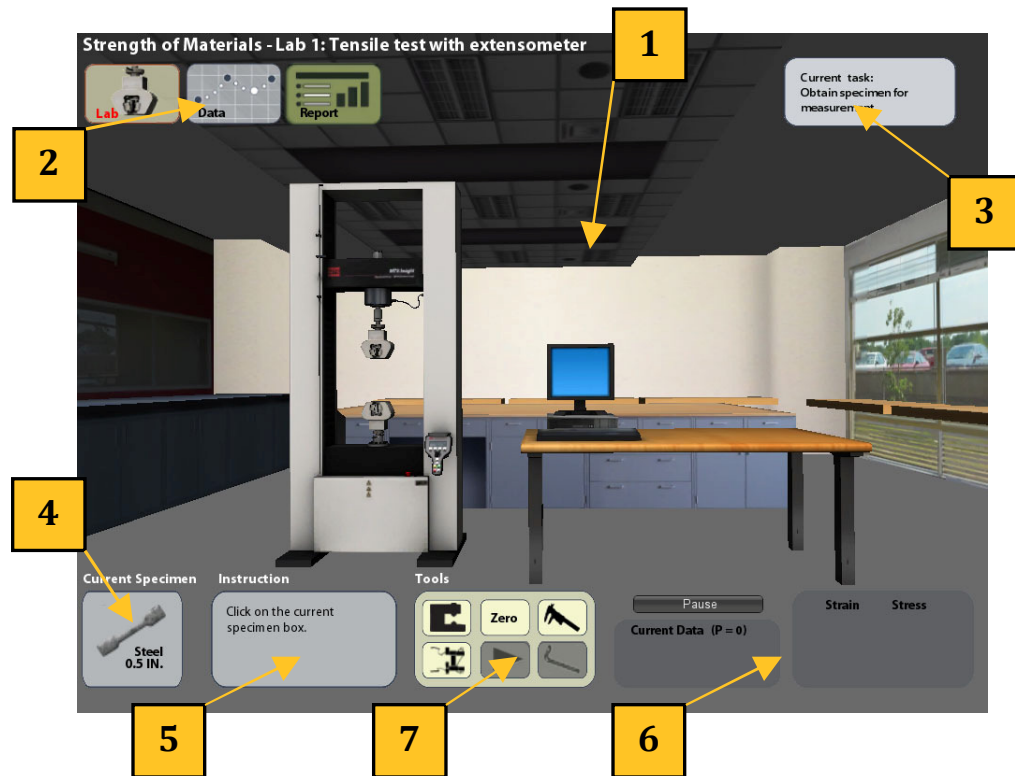 Strength of Materials - Lab 1: Tensile test with extensometer
1
Lab
Data
Report
Current task:
Obtain specimen for
measurement
2
3
4
Current Specimen
Instruction
Tools
Steel
0.5 IN.
Click on the current
specimen box.
Zero
Pause
Current Data (P = 0)
Strain
Stress
5
7
6